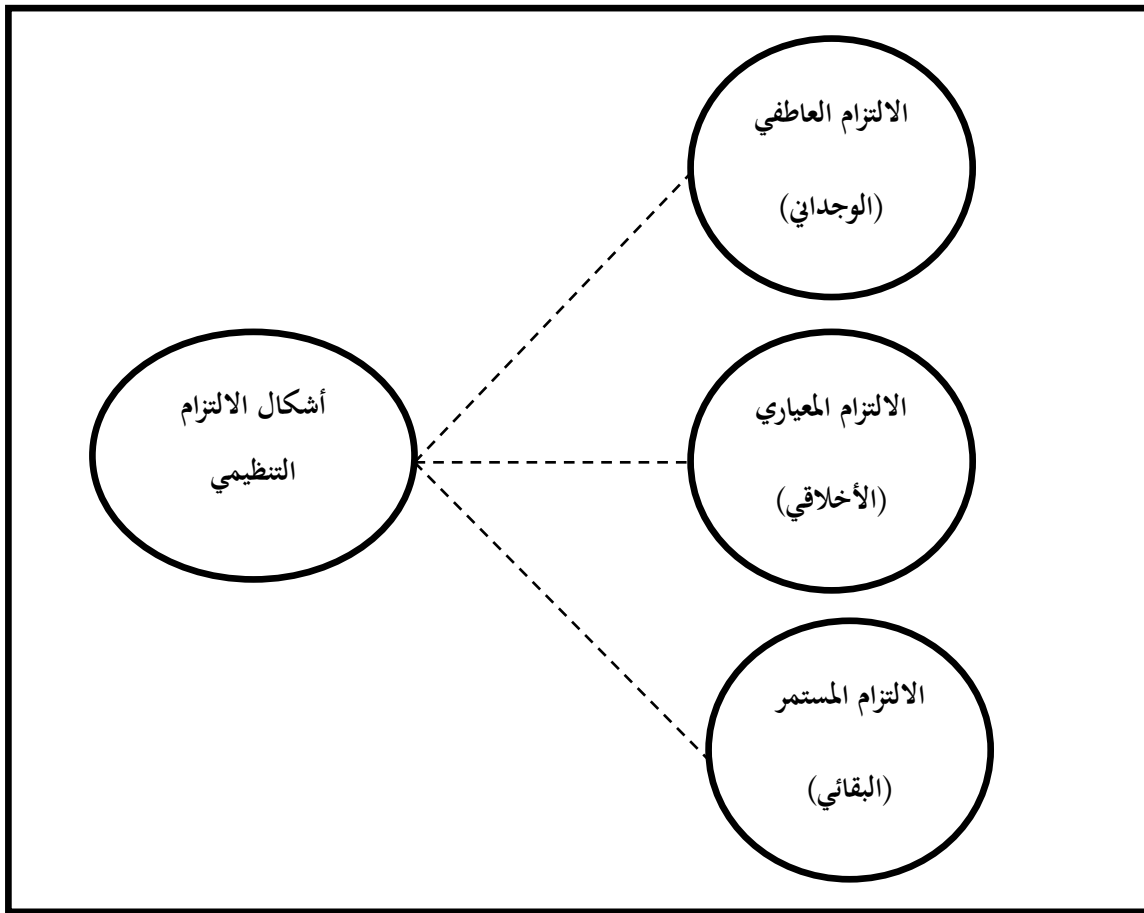 الالتزام العاطفي
(الوجداني)
أشكال الالتزام
التنظيمي
الالتزام المعياري
(الأخلاقي)
الالتزام المستمر
(البقائي)